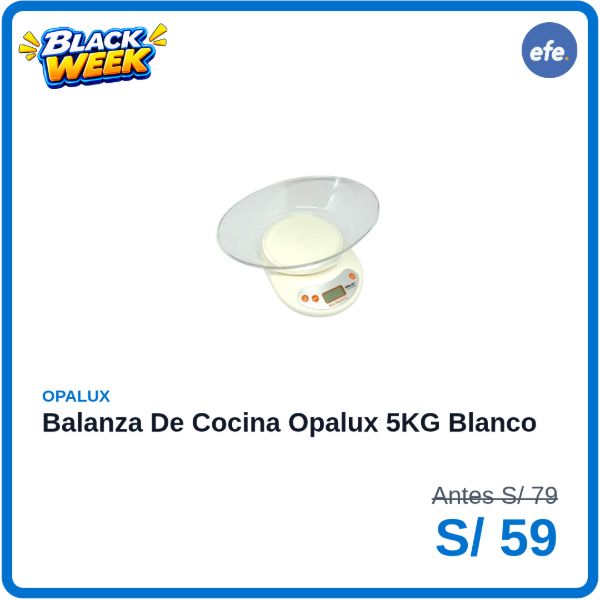 BLACK
WEEK
efe.
OPALUX
Balanza De Cocina Opalux 5KG Blanco
Antes S/ 79
S/ 59